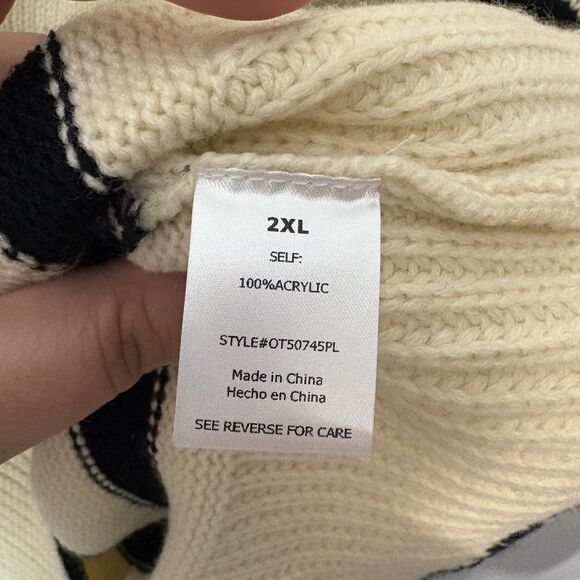 2XL
SELF:
100%ACRYLIC
STYLE#OT50745PL
Made in China
Hecho en China
SEE REVERSE FOR CARE